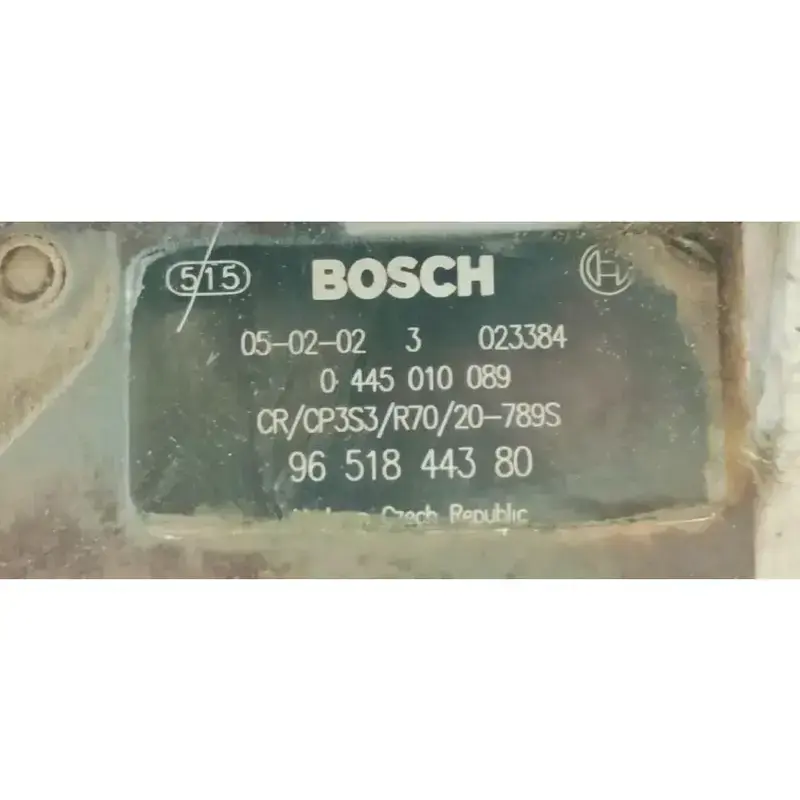 515 BOSCH H
05-02-02 3 023384
0 445 010 089
CR/CP3S3/R70/20-789S
96 518 443 80
Czech Republic